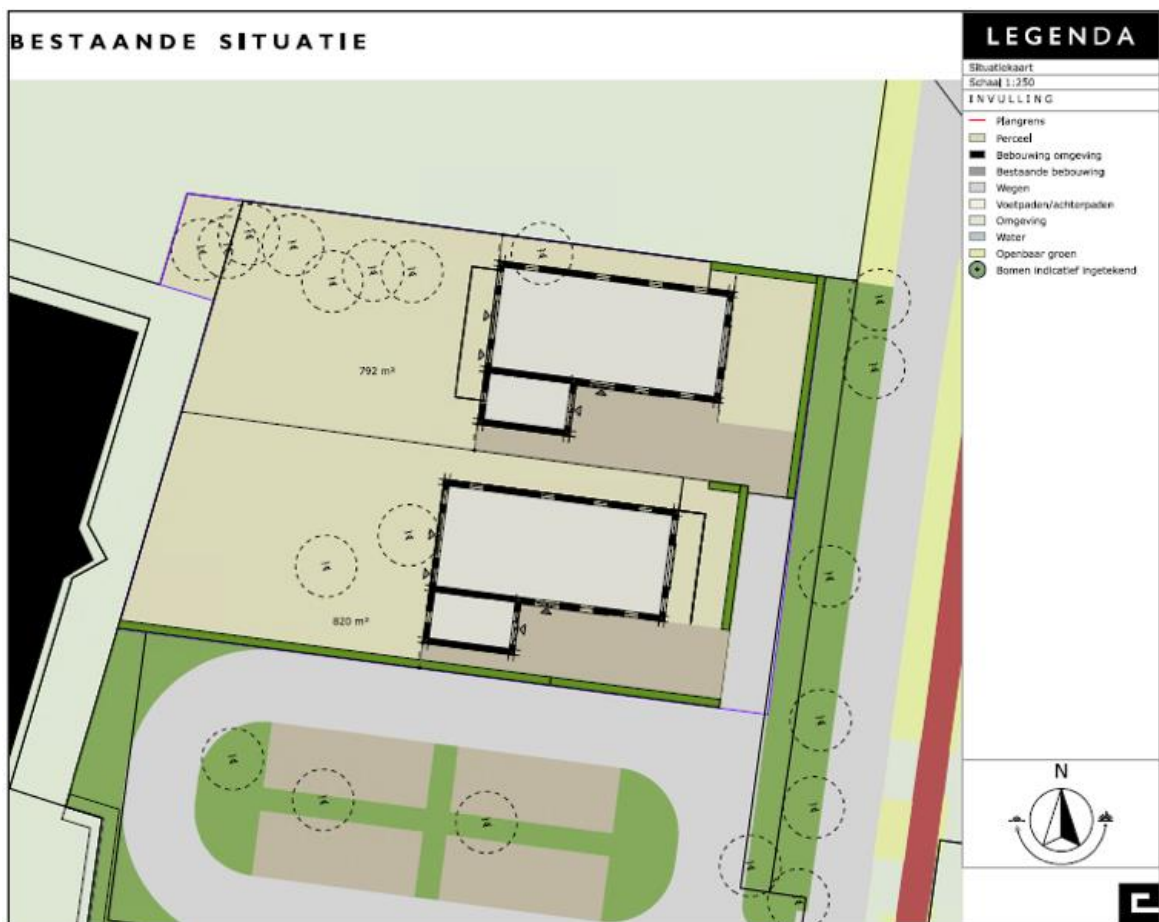 BESTAANDE SITUATIE
792 m²
820 m²
LEGENDA
Situatiekaart
Schaal 1:250
INVULLING
Plangrens
Perceel
Bebouwing omgeving
Bestaande bebouwing
Wegen
Voetpaden/achterpaden
Omgeving
Water
Openbaar groen
Bomen indicatief ingetekend
N